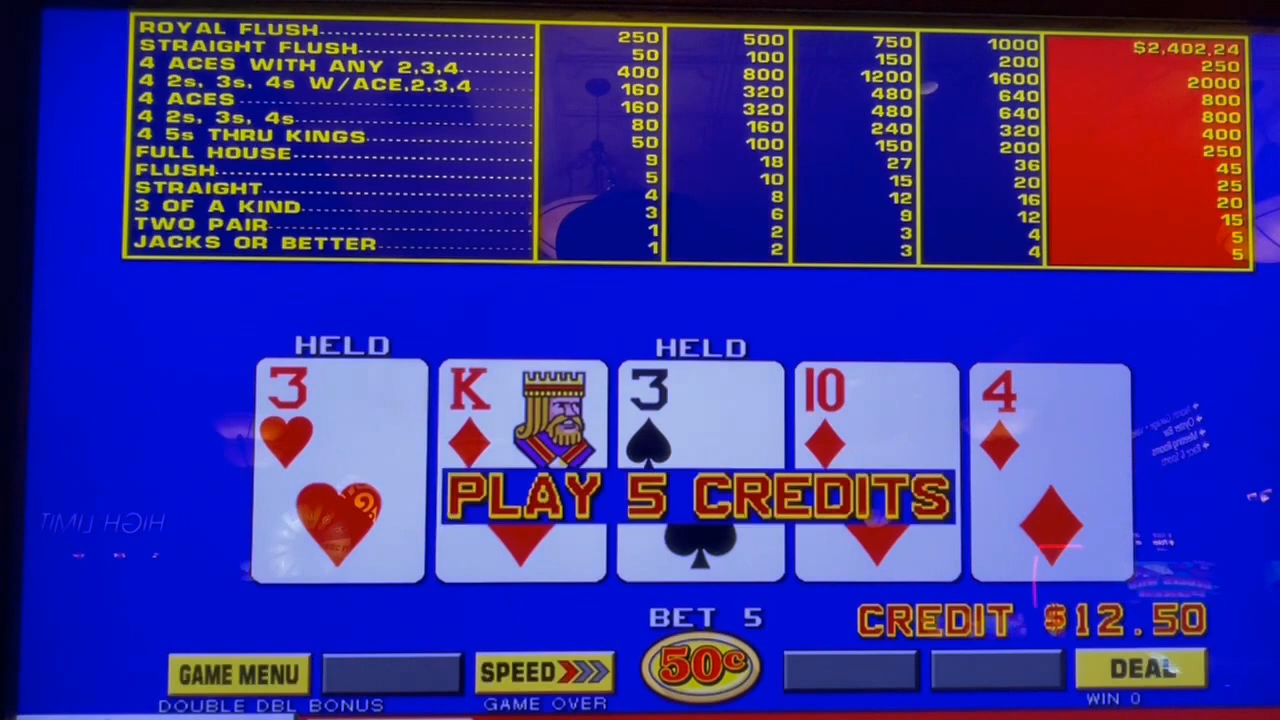 ROYAL FLUSH 250 500 750 1000 $2,402.24
STRAIGHT FLUSH 50 100 150 200 250
4 ACES WITH ANY 2,3,4 400 800 1200 1600 2000
4 2s, 3s, 4s W/ACE,2,3,4 160 320 480 640 800
4 ACES 160 320 480 640 800
4 2s, 3s, 4s 80 160 240 320 400
4 5s THRU KINGS 50 100 150 200 250
FULL HOUSE 9 18 27 36 45
FLUSH 5 10 15 20 25
STRAIGHT 4 8 12 16 20
3 OF A KIND 3 6 9 12 15
TWO PAIR 1 2 3 4 5
JACKS OR BETTER 1 2 3 4 5
HELD HELD
3 K 3 10 4
PLAY 5 CREDITS
HIGH LIMIT
BET 5 CREDIT $12.50
GAME MENU SPEED 50¢ DEAL
DOUBLE DBL BONUS GAME OVER WIN 0